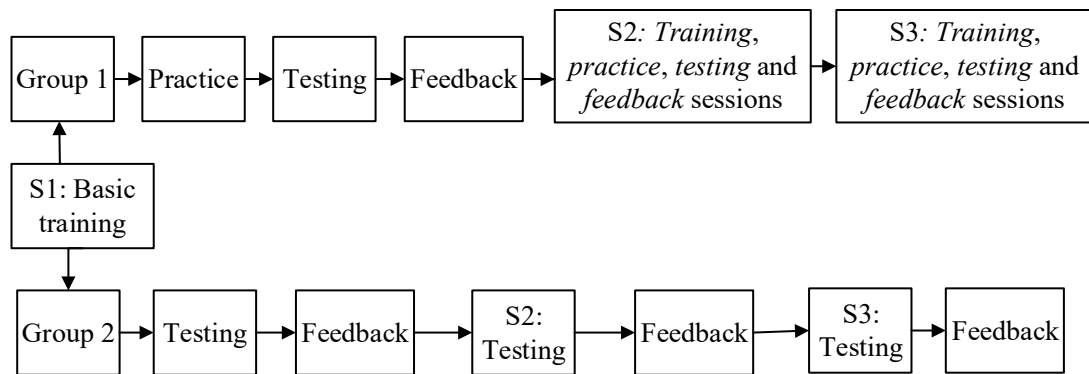 Group 1
Practice
Testing
Feedback
S2: Training,
practice, testing and
feedback sessions
S3: Training,
practice, testing and
feedback sessions
S1: Basic
training
Group 2
Testing
Feedback
S2:
Testing
Feedback
S3:
Testing
Feedback